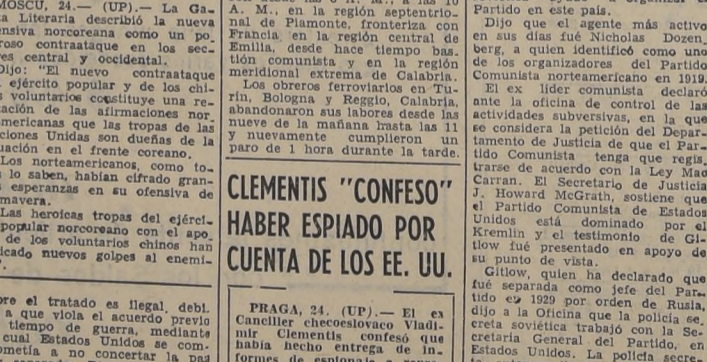 MOSCU, 24.— (UP).— La Ga-
Literaria describió la nueva
ensiva norcoreana como un po-
roso contraataque en los sec-
es central y occidental.
Dijo: "El nuevo contraataque
ejército popular y de los chi-
voluntarios constituye una re-
tación de las afirmaciones nor-
mericanas que las tropas de las
ciones Unidas son dueñas de la
uación en el frente coreano.
Los norteamericanos, como to-
lo saben, habían cifrado gran-
esperanzas en su ofensiva de
mavera.
Las heroicas tropas del ejérci-
popular norcoreano con el apo-
de los voluntarios chinos han
licado nuevos golpes al enemi-
bre el tratado es ilegal, debi-
a que viola el acuerdo previo
tiempo de guerra, mediante
cual Estados Unidos se com-
ometía a no concertar la paz
A. M., en la región septentrio-
nal de Piamonte, fronteriza con
Francia, en la región central de
Emilia, desde hace tiempo bas-
tión comunista y en la región
meridional extrema de Calabria.
Los obreros ferroviarios en Tu-
rín, Bologna y Reggio, Calabria,
abandonaron sus labores desde las
nueve de la mañana hasta las 11
y nuevamente cumplieron un
paro de 1 hora durante la tarde.
CLEMENTIS "CONFESO"
HABER ESPIADO POR
CUENTA DE LOS EE. UU.
PRAGA, 24. (UP).— El ex
Canciller checoeslovaco Vladi-
mir Clementis confesó que
había hecho entrega de in-
formes de espionaje
Partido en este país.
Dijo que el agente más activo
en sus días fué Nicholas Dozen
berg, a quien identificó como uno
de los organizadores del Partido
Comunista norteamericano en 1919.
El ex líder comunista declaró
ante la oficina de control de las
actividades subversivas, en la que
se considera la petición del Depar-
tamento de Justicia de que el Par-
tido Comunista tenga que regis-
trarse de acuerdo con la Ley Mac
Carran. El Secretario de Justicia
J. Howard McGrath, sostiene que
el Partido Comunista de Estados
Unidos está dominado por el
Kremlin y el testimonio de Gi-
tlow fué presentado en apoyo de
su punto de vista.
Gitlow, quien ha declarado que
fué separada como jefe del Par-
tido en 1929 por orden de Rusia,
dijo a la Oficina que la policía se-
creta soviética trabajó con la Se-
cretaría General del Partido, en
Estados Unidos. La policía secre-